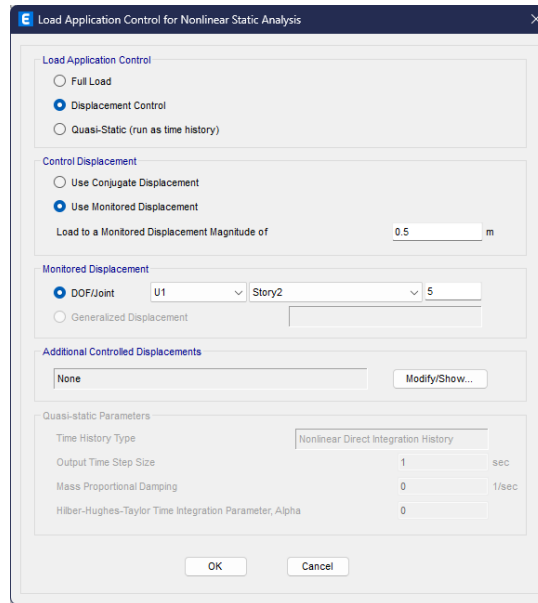 E Load Application Control for Nonlinear Static Analysis
Load Application Control
Full Load
Displacement Control
Quasi-Static (run as time history)
Control Displacement
Use Conjugate Displacement
Use Monitored Displacement
Load to a Monitored Displacement Magnitude of 0.5 m
Monitored Displacement
DOF/Joint U1 Story2 5
Generalized Displacement
Additional Controlled Displacements
None Modify/Show...
Quasi-static Parameters
Time History Type Nonlinear Direct Integration History
Output Time Step Size 1 sec
Mass Proportional Damping 0 1/sec
Hilber-Hughes-Taylor Time Integration Parameter, Alpha 0
OK Cancel